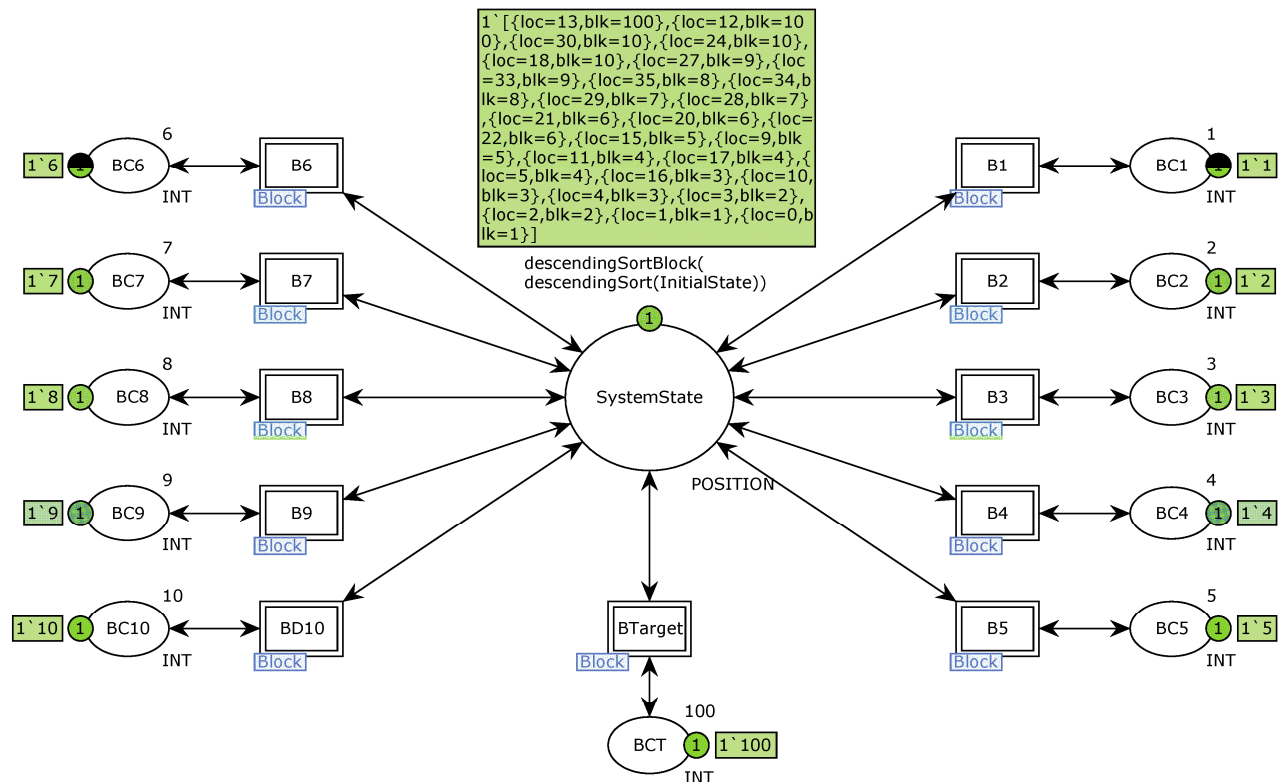 1`[{loc=13,blk=100},{loc=12,blk=10
0},{loc=30,blk=10},{loc=24,blk=10},
{loc=18,blk=10},{loc=27,blk=9},{loc
=33,blk=9},{loc=35,blk=8},{loc=34,b
lk=8},{loc=29,blk=7},{loc=28,blk=7}
,{loc=21,blk=6},{loc=20,blk=6},{loc=
22,blk=6},{loc=15,blk=5},{loc=9,blk
=5},{loc=11,blk=4},{loc=17,blk=4},{
loc=5,blk=4},{loc=16,blk=3},{loc=10,
blk=3},{loc=4,blk=3},{loc=3,blk=2},
{loc=2,blk=2},{loc=1,blk=1},{loc=0,b
lk=1}]
descendingSortBlock(
descendingSort(InitialState))
1
SystemState
POSITION
6
1`6
1
BC6
INT
B6
Block
7
1`7
1
BC7
INT
B7
Block
8
1`8
1
BC8
INT
B8
Block
9
1`9
1
BC9
INT
B9
Block
10
1`10
1
BC10
INT
BD10
Block
BTarget
Block
100
BCT
1
1`100
INT
B1
Block
1
BC1
1
1`1
INT
B2
Block
2
BC2
1
1`2
INT
B3
Block
3
BC3
1
1`3
INT
B4
Block
4
BC4
1
1`4
INT
B5
Block
5
BC5
1
1`5
INT